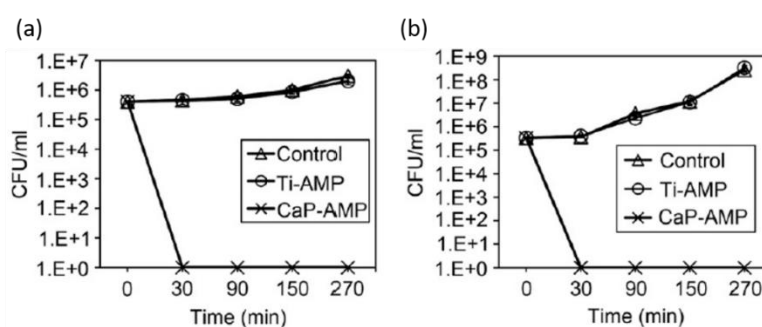 (a)
CFU/ml
1.E+7
1.E+6
1.E+5
1.E+4
1.E+3
1.E+2
1.E+1
1.E+0
Control
Ti-AMP
CaP-AMP
0 30 90 150 270
Time (min)
(b)
CFU/ml
1.E+9
1.E+8
1.E+7
1.E+6
1.E+5
1.E+4
1.E+3
1.E+2
1.E+1
1.E+0
Control
Ti-AMP
CaP-AMP
0 30 90 150 270
Time (min)